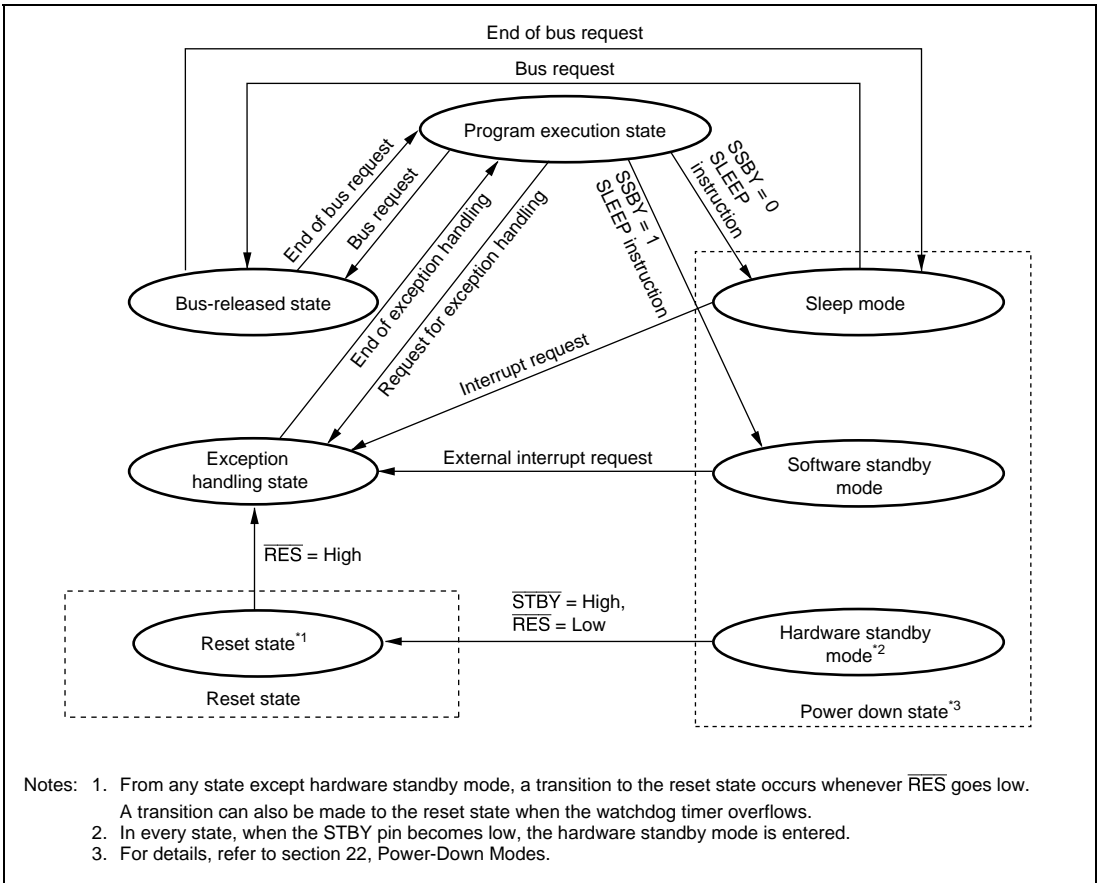 End of bus request
Bus request
Program execution state
End of bus request
Bus request
SSBY = 0
SLEEP
instruction
SSBY = 1
SLEEP instruction
End of exception handling
Request for exception handling
Bus-released state
Sleep mode
Interrupt request
Exception
handling state
External interrupt request
Software standby
mode
R̅E̅S̅ = High
S̅T̅B̅Y̅ = High,
R̅E̅S̅ = Low
Reset state*1
Hardware standby
mode*2
Reset state
Power down state*3
Notes: 1. From any state except hardware standby mode, a transition to the reset state occurs whenever R̅E̅S̅ goes low.
A transition can also be made to the reset state when the watchdog timer overflows.
2. In every state, when the STBY pin becomes low, the hardware standby mode is entered.
3. For details, refer to section 22, Power-Down Modes.